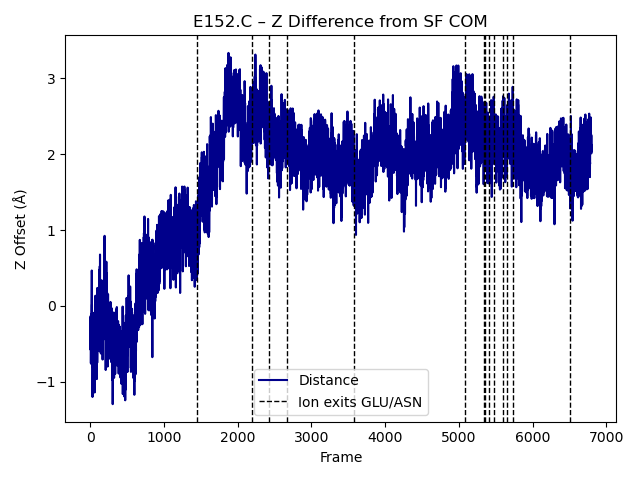 E152.C – Z Difference from SF COM
Z Offset (Å)
3
2
1
0
−1
Distance
Ion exits GLU/ASN
0 1000 2000 3000 4000 5000 6000 7000
Frame